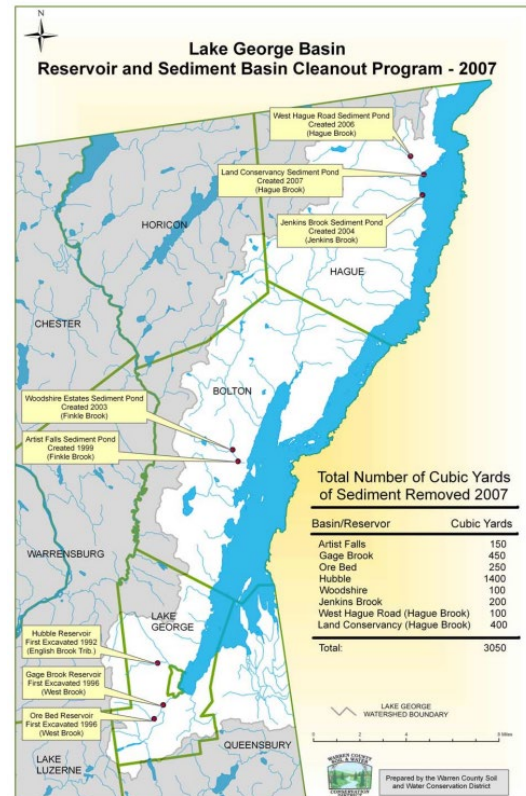 N
Lake George Basin
Reservoir and Sediment Basin Cleanout Program - 2007
West Hague Road Sediment Pond
Created 2006
(Hague Brook)
Land Conservancy Sediment Pond
Created 2007
(Hague Brook)
Jenkins Brook Sediment Pond
Created 2004
(Jenkins Brook)
HORICON
HAGUE
CHESTER
BOLTON
Woodshire Estates Sediment Pond
Created 2003
(Finkle Brook)
Artist Falls Sediment Pond
Created 1999
(Finkle Brook)
WARRENSBURG
LAKE
GEORGE
Hubble Reservoir
First Excavated 1992
(English Brook Trib.)
Gage Brook Reservoir
First Excavated 1996
(West Brook)
Ore Bed Reservoir
First Excavated 1996
(West Brook)
QUEENSBURY
LAKE
LUZERNE
Total Number of Cubic Yards
of Sediment Removed 2007
Basin/Reservor Cubic Yards
Artist Falls 150
Gage Brook 450
Ore Bed 250
Hubble 1400
Woodshire 100
Jenkins Brook 200
West Hague Road (Hague Brook) 100
Land Conservancy (Hague Brook) 400
Total: 3050
LAKE GEORGE
WATERSHED BOUNDARY
WARREN COUNTY
SOIL & WATER
CONSERVATION
DISTRICT
Prepared by the Warren County Soil
and Water Conservation District